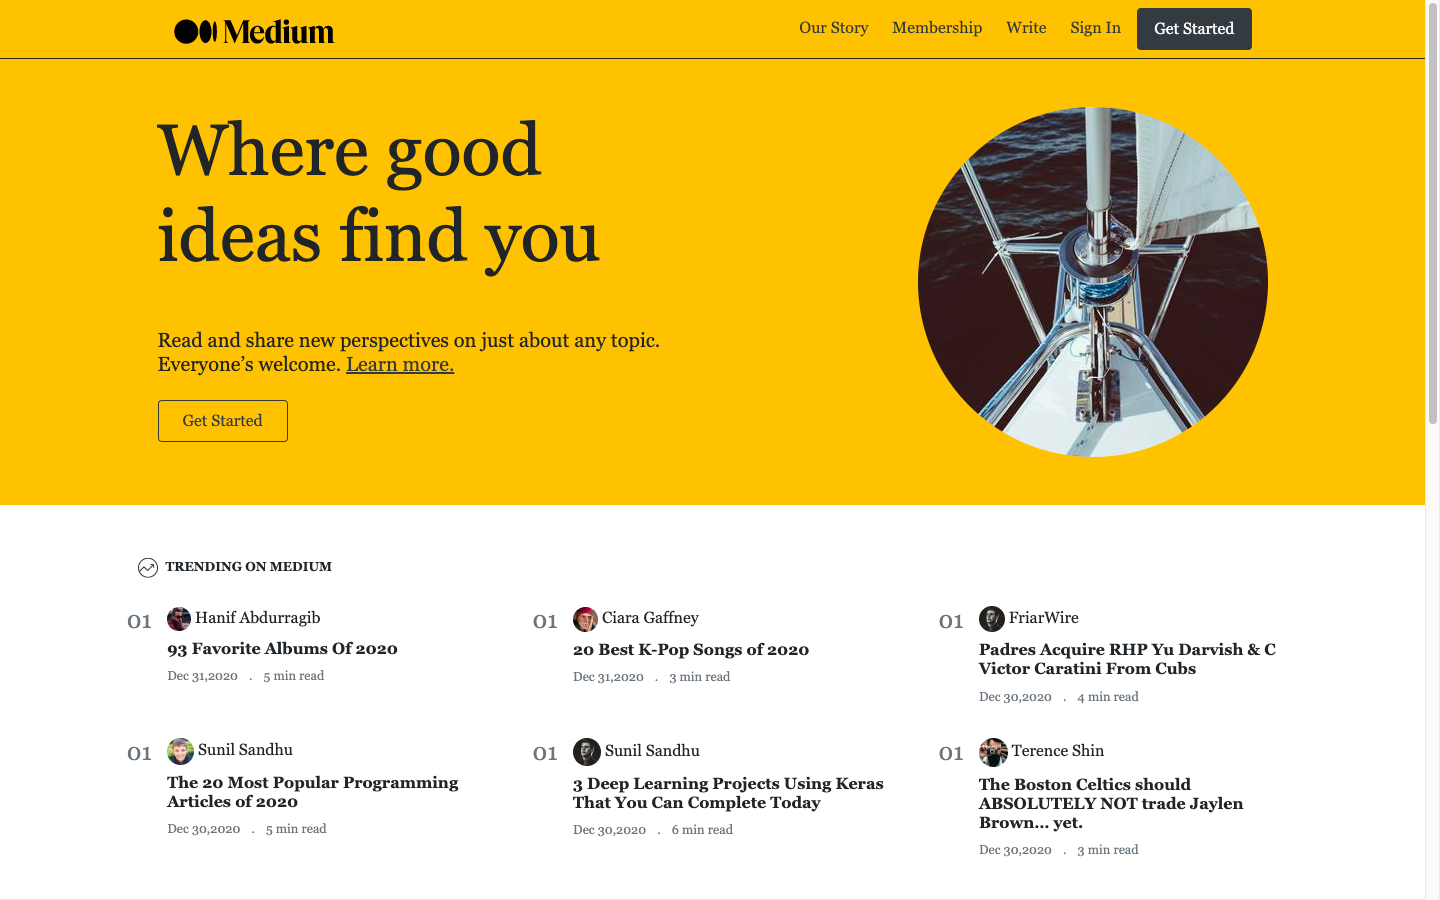 Medium
Our Story
Membership
Write
Sign In
Get Started
Where good
ideas find you
Read and share new perspectives on just about any topic.
Everyone’s welcome. Learn more.
Get Started
TRENDING ON MEDIUM
01
Hanif Abdurragib
93 Favorite Albums Of 2020
Dec 31,2020 . 5 min read
01
Ciara Gaffney
20 Best K-Pop Songs of 2020
Dec 31,2020 . 3 min read
01
FriarWire
Padres Acquire RHP Yu Darvish & C
Victor Caratini From Cubs
Dec 30,2020 . 4 min read
01
Sunil Sandhu
The 20 Most Popular Programming
Articles of 2020
Dec 30,2020 . 5 min read
01
Sunil Sandhu
3 Deep Learning Projects Using Keras
That You Can Complete Today
Dec 30,2020 . 6 min read
01
Terence Shin
The Boston Celtics should
ABSOLUTELY NOT trade Jaylen
Brown... yet.
Dec 30,2020 . 3 min read